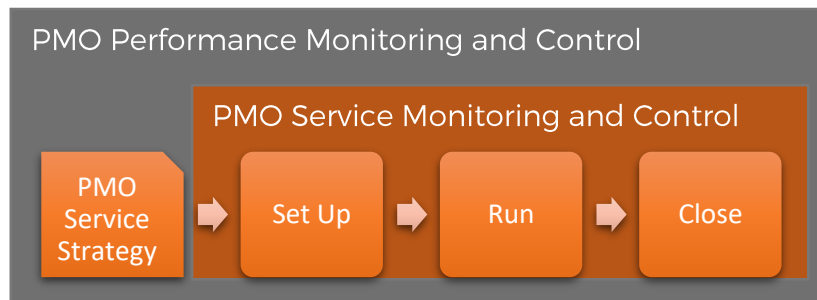 PMO Performance Monitoring and Control
PMO Service Monitoring and Control
PMO
Service
Strategy
Set Up
Run
Close